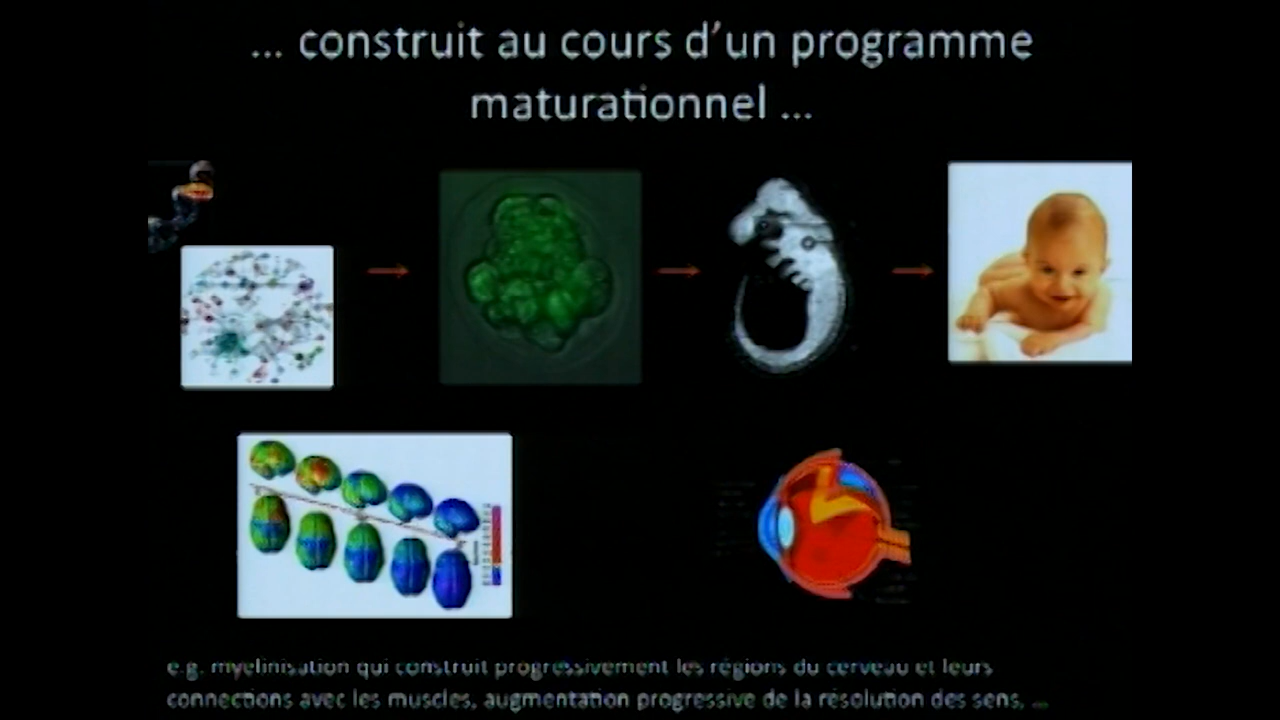 ... construit au cours d'un programme
maturationnel ...
e.g. myelinisation qui construit progressivement les régions du cerveau et leurs
connections avec les muscles, augmentation progressive de la résolution des sens, ...